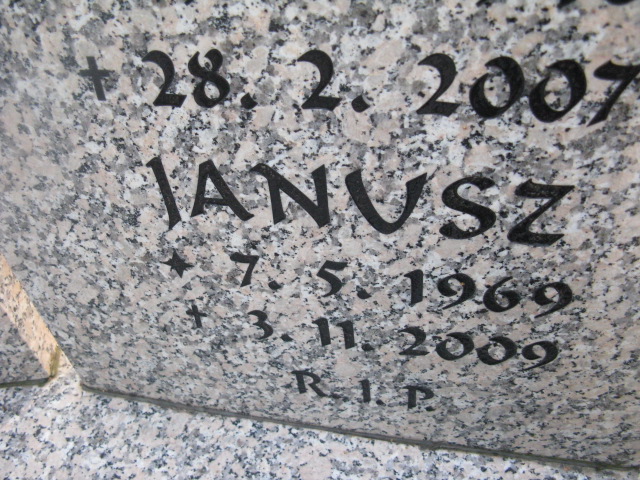 † 28. 2. 2007
JANUSZ
★ 7. 5. 1969
† 3. 11. 2009
R. I. P.